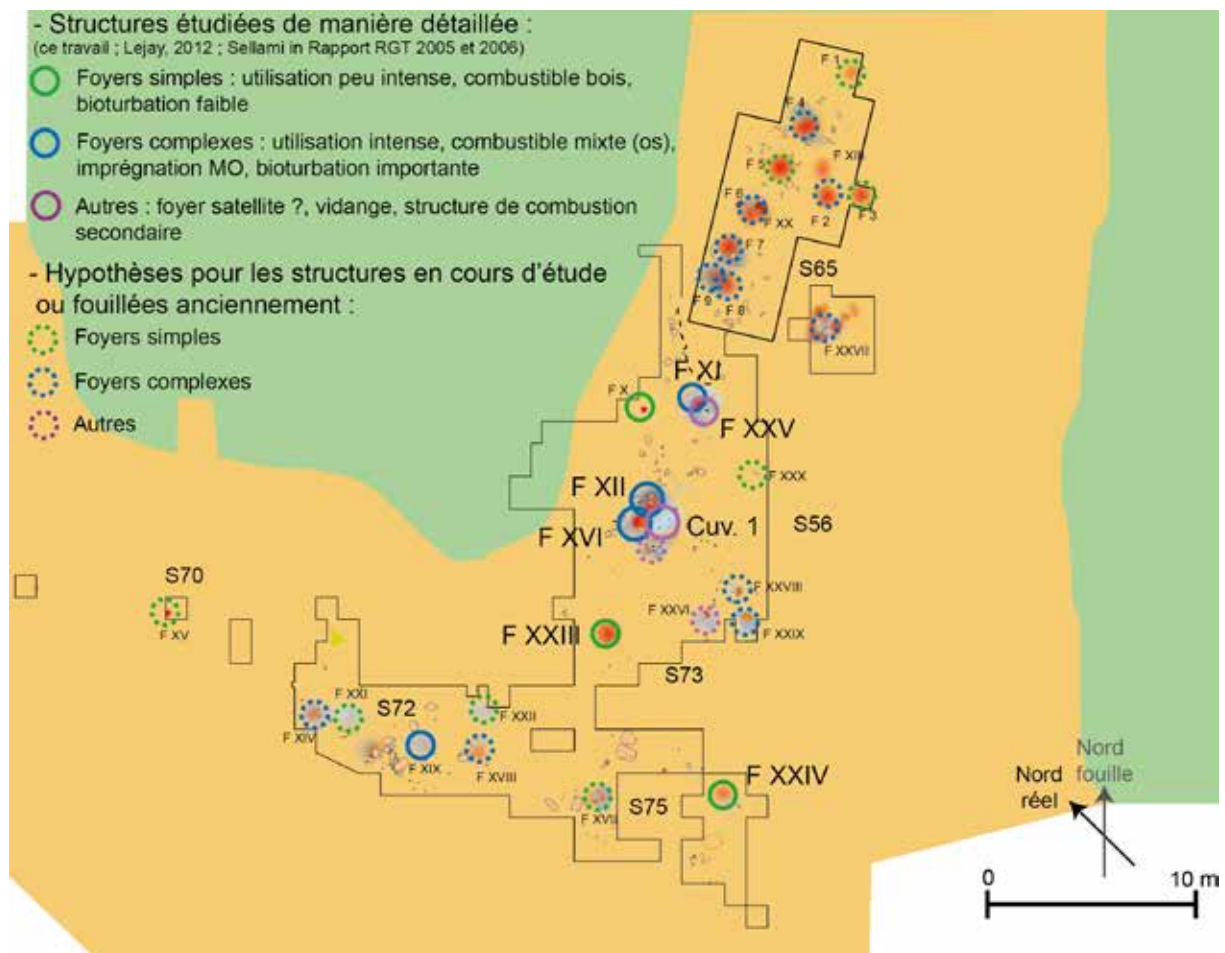 - Structures étudiées de manière détaillée :
(ce travail ; Lejay, 2012 ; Sellami in Rapport RGT 2005 et 2006)
Foyers simples : utilisation peu intense, combustible bois,
bioturbation faible
Foyers complexes : utilisation intense, combustible mixte (os),
imprégnation MO, bioturbation importante
Autres : foyer satellite ?, vidange, structure de combustion
secondaire
- Hypothèses pour les structures en cours d'étude
ou fouillées anciennement :
Foyers simples
Foyers complexes
Autres
F 1
F 4
F 5
F XIII
F 6
F XX
F 2
F 3
F 7
F 9
F 8
S65
F XXVII
F XI
F X
F XXV
F XXX
F XII
F XVI
Cuv. 1
S56
S70
F XV
F XXVIII
F XXVI
F XXIX
F XXIII
S73
F XXI
S72
F XXII
F XIV
F XIX
F XVIII
F XXIV
F XVII
S75
Nord
fouille
Nord
réel
0
10 m